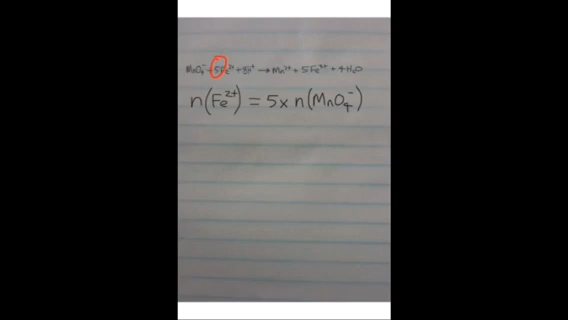 MnO₄⁻ + 5Fe²⁺ + 8H⁺ → Mn²⁺ + 5Fe³⁺ + 4H₂O
n(Fe²⁺) = 5 x n(MnO₄⁻)